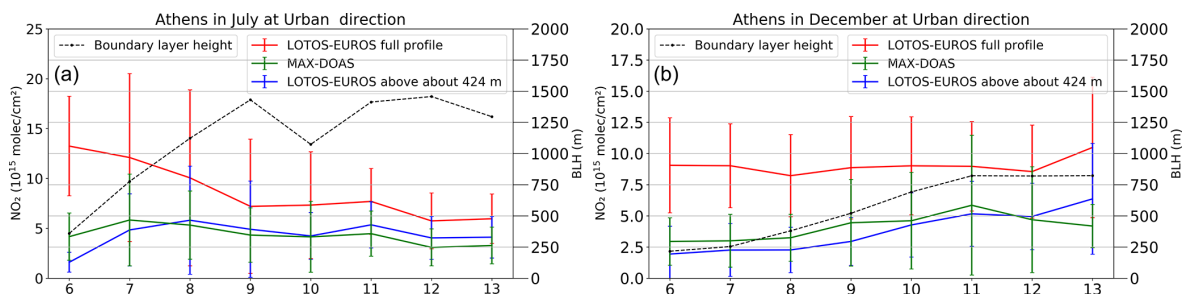 Athens in July at Urban direction
(a)
Boundary layer height
LOTOS-EUROS full profile
MAX-DOAS
LOTOS-EUROS above about 424 m
NO₂ (10¹⁵ molec/cm²)
25
20
15
10
5
0
BLH (m)
2000
1750
1500
1250
1000
750
500
250
0
6 7 8 9 10 11 12 13
Athens in December at Urban direction
(b)
Boundary layer height
LOTOS-EUROS full profile
MAX-DOAS
LOTOS-EUROS above about 424 m
NO₂ (10¹⁵ molec/cm²)
20.0
17.5
15.0
12.5
10.0
7.5
5.0
2.5
0.0
BLH (m)
2000
1750
1500
1250
1000
750
500
250
0
6 7 8 9 10 11 12 13